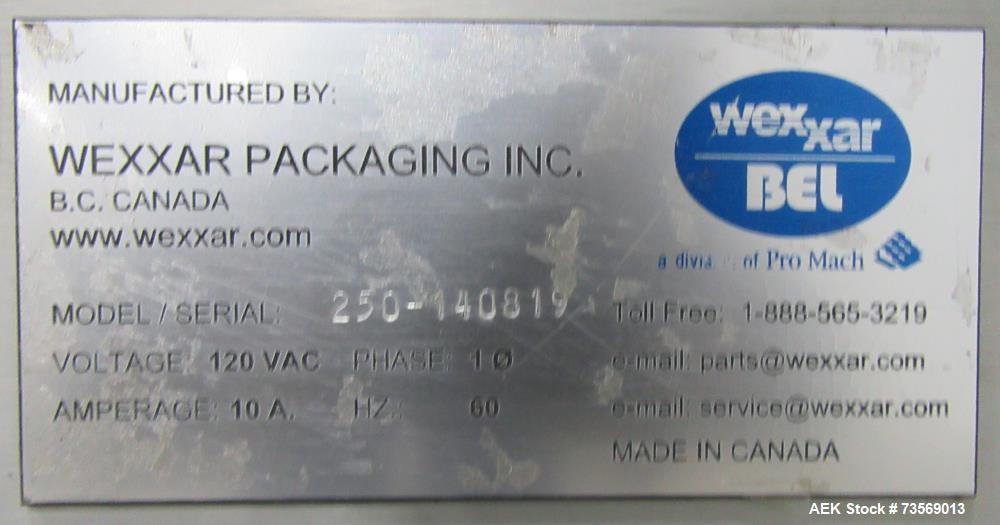 MANUFACTURED BY:
WEXXAR PACKAGING INC.
B.C. CANADA
www.wexxar.com
wexxar
BEL
a divis of Pro Mach
MODEL / SERIAL: 250-140819
VOLTAGE: 120 VAC PHASE: 1 Ø
AMPERAGE: 10 A. HZ.: 60
Toll Free: 1-888-565-3219
e-mail: parts@wexxar.com
e-mail: service@wexxar.com
MADE IN CANADA
AEK Stock # 73569013